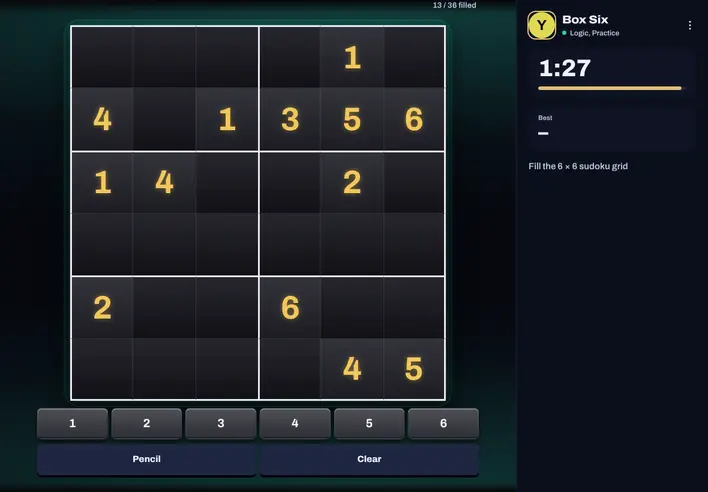 13 / 36 filled
Y
Box Six
Logic, Practice
1:27
Best
–
Fill the 6 × 6 sudoku grid
1
4 1 3 5 6
1 4 2
2 6
4 5
1 2 3 4 5 6
Pencil Clear